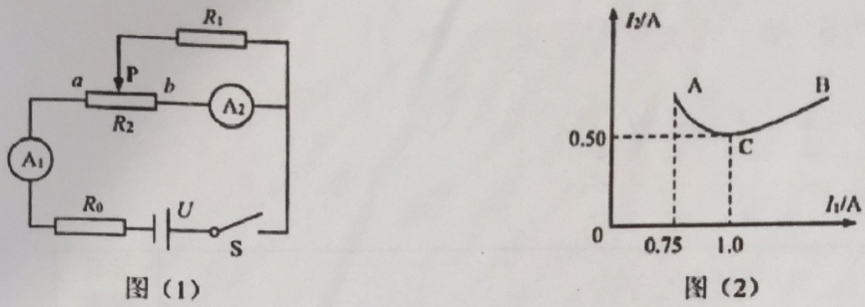 R₁
a P b
A₂
R₂
A₁
R₀ U
S
图（1）
I₂/A
A B
0.50
C
I₁/A
0 0.75 1.0
图（2）